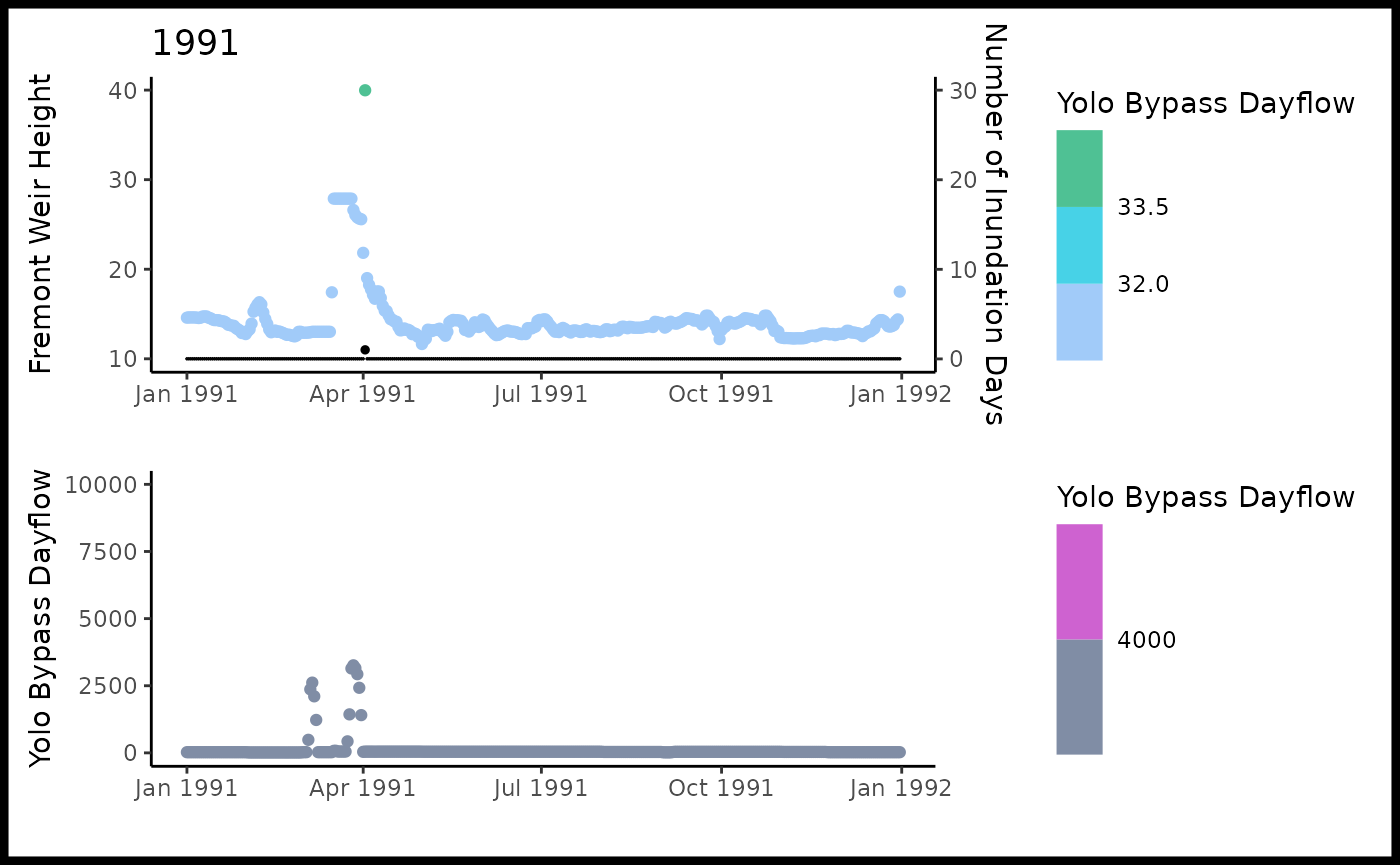 1991
Fremont Weir Height
40
30
20
10
30
20
10
0
Number of Inundation Days
Jan 1991
Apr 1991
Jul 1991
Oct 1991
Jan 1992
Yolo Bypass Dayflow
33.5
32.0
Yolo Bypass Dayflow
10000
7500
5000
2500
0
Jan 1991
Apr 1991
Jul 1991
Oct 1991
Jan 1992
Yolo Bypass Dayflow
4000